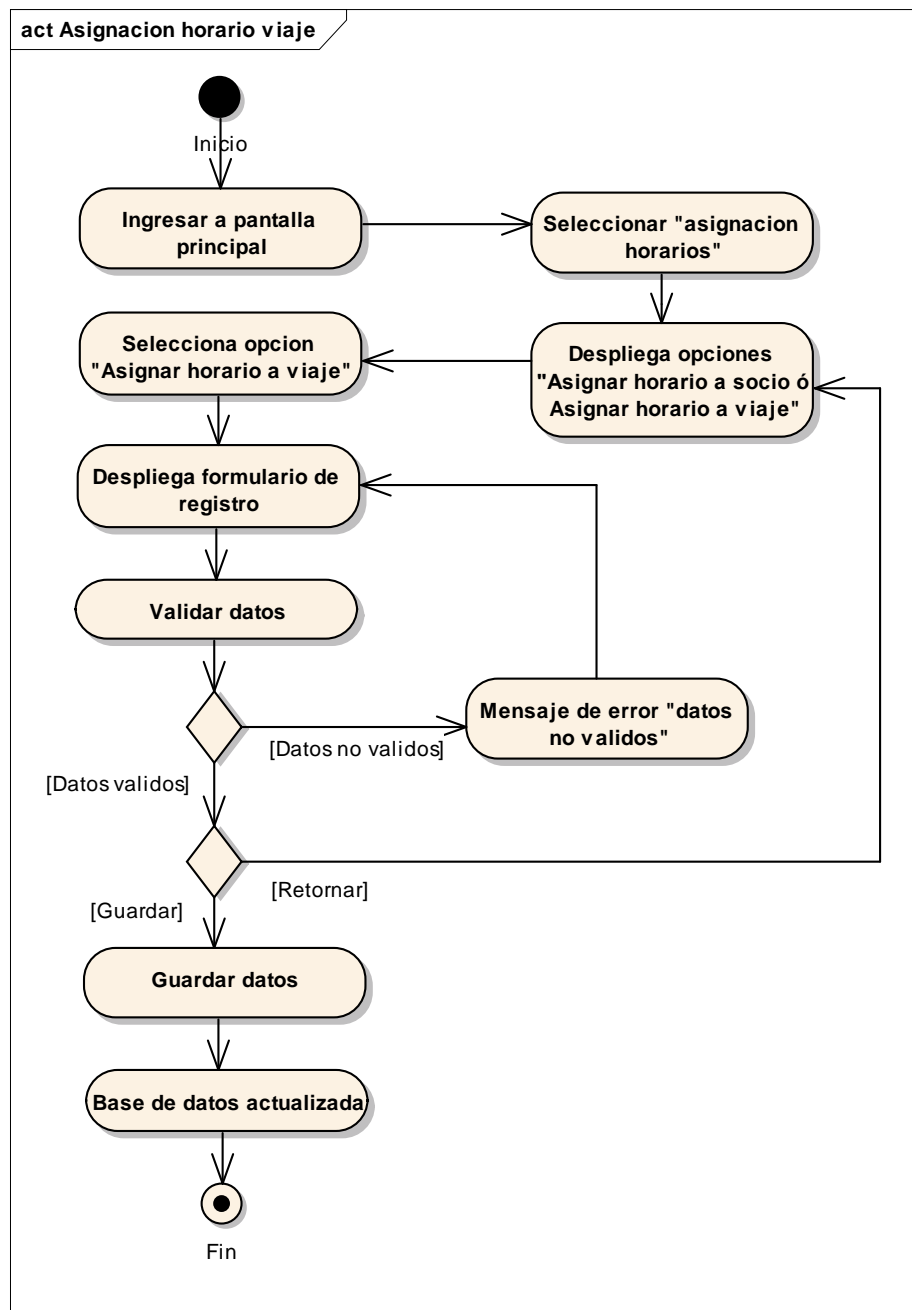 act Asignacion horario viaje
Inicio
Ingresar a pantalla
principal
Seleccionar "asignacion
horarios"
Despliega opciones
"Asignar horario a socio ó
Asignar horario a viaje"
Selecciona opcion
"Asignar horario a viaje"
Despliega formulario de
registro
Validar datos
Mensaje de error "datos
no validos"
[Datos no validos]
[Datos validos]
[Retornar]
[Guardar]
Guardar datos
Base de datos actualizada
Fin